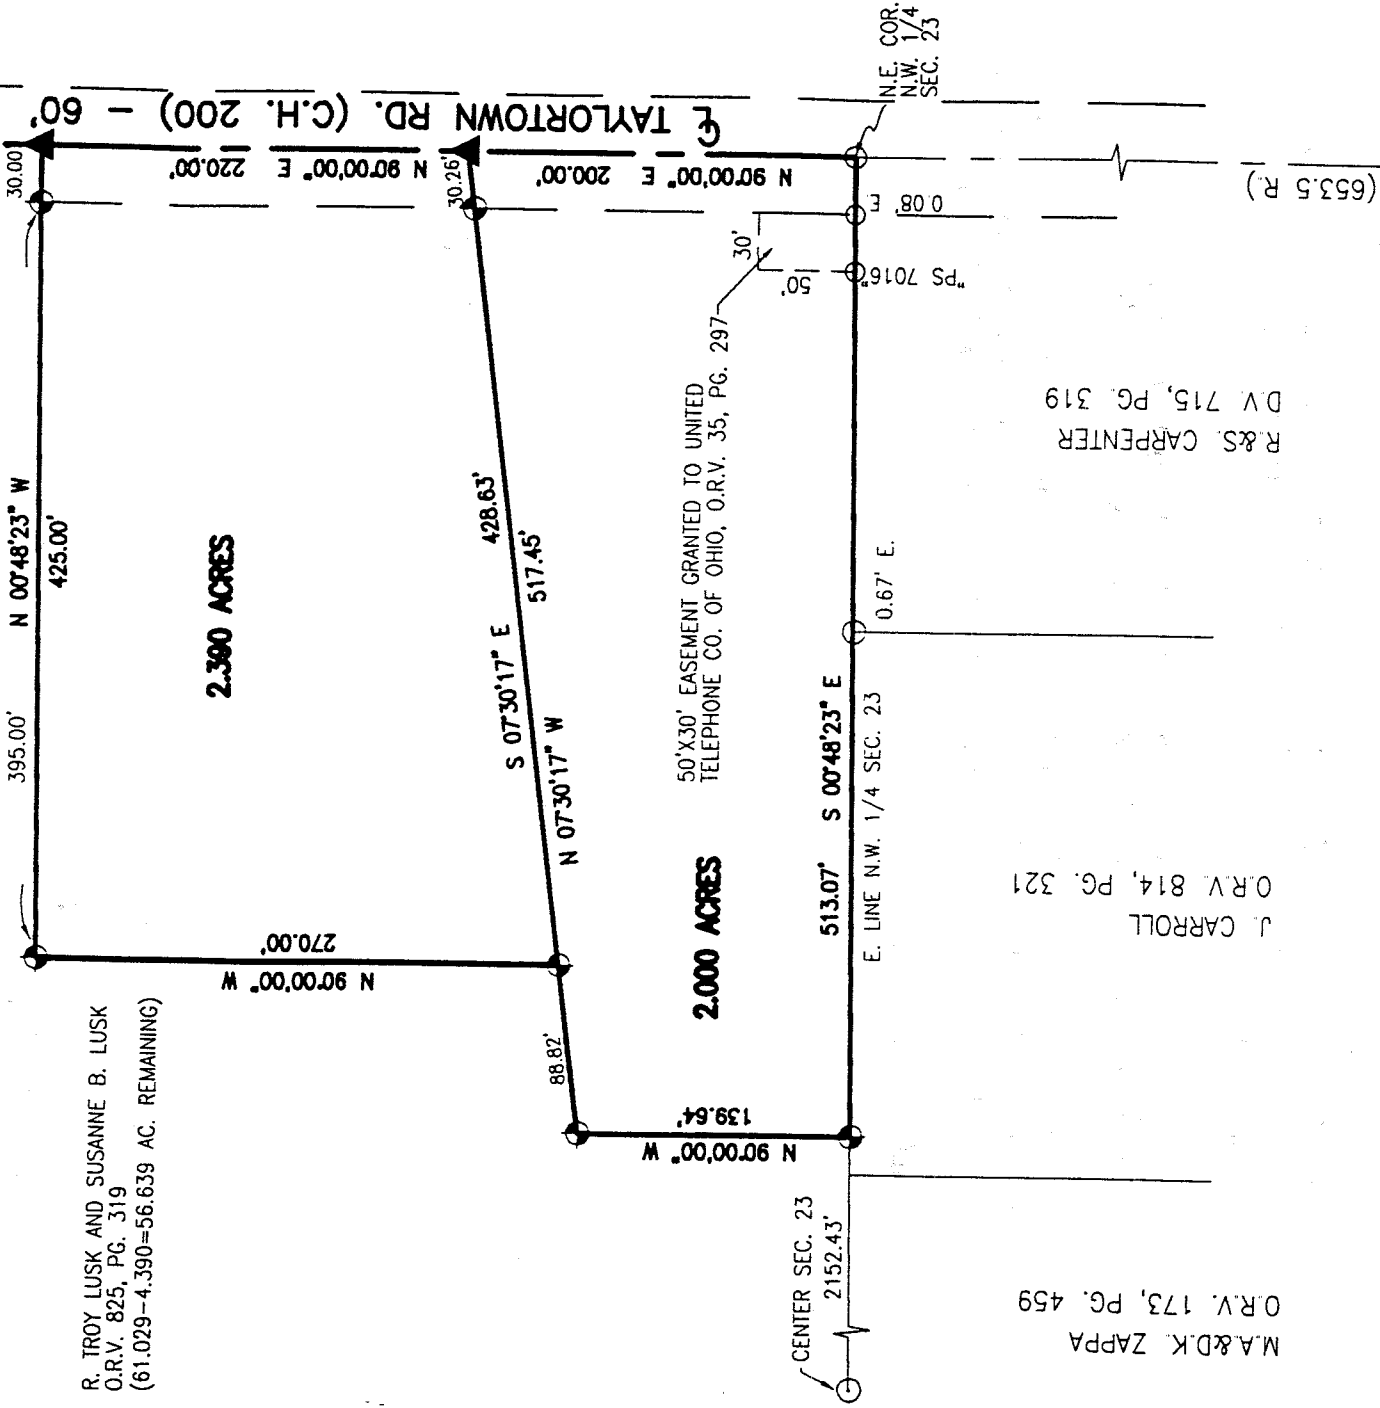 N.E. COR.
N.W. 1/4
SEC. 23
℄ TAYLORTOWN RD. (C.H. 200) – 60'
30.00'
N 90°00'00" E 220.00'
30.26'
N 90°00'00" E 200.00'
(653.5 R.)
0.08' E
30'
50'
"PS 7016"
N 00°48'23" W
425.00'
395.00'
2.390 ACRES
428.63'
S 07°30'17" E
517.45'
N 07°30'17" W
50'X30' EASEMENT GRANTED TO UNITED
TELEPHONE CO. OF OHIO, O.R.V. 35, PG. 297
R.&S. CARPENTER
D.V. 715, PG. 319
0.67' E.
513.07' S 00°48'23" E
E. LINE N.W. 1/4 SEC. 23
2.000 ACRES
J. CARROLL
O.R.V. 814, PG. 321
270.00'
N 90°00'00" W
88.82'
139.64'
N 90°00'00" W
R. TROY LUSK AND SUSANNE B. LUSK
O.R.V. 825, PG. 319
(61.029-4.390=56.639 AC. REMAINING)
CENTER SEC. 23
2152.43'
M.A.&D.K. ZAPPA
O.R.V. 173, PG. 459